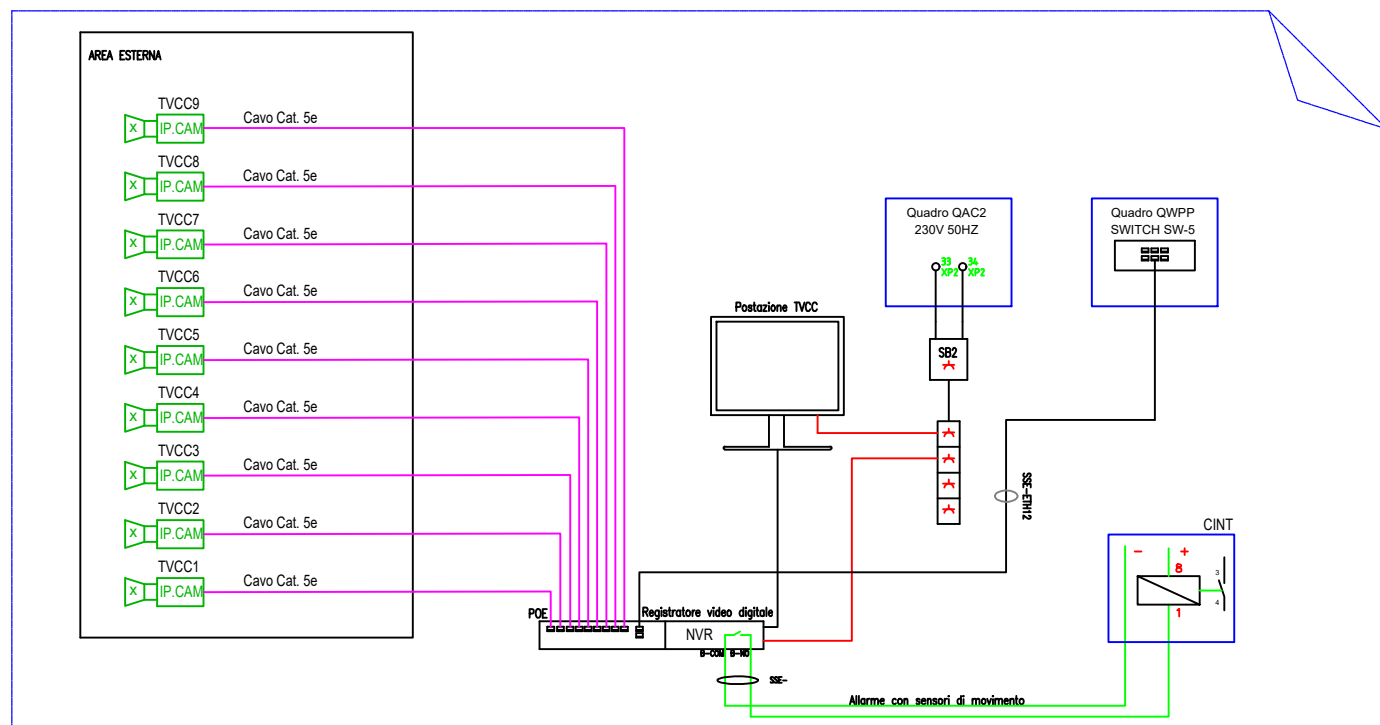 AREA ESTERNA
TVCC9
Cavo Cat. 5e
X IP.CAM
TVCC8
Cavo Cat. 5e
X IP.CAM
TVCC7
Cavo Cat. 5e
X IP.CAM
TVCC6
Cavo Cat. 5e
X IP.CAM
TVCC5
Cavo Cat. 5e
X IP.CAM
TVCC4
Cavo Cat. 5e
X IP.CAM
TVCC3
Cavo Cat. 5e
X IP.CAM
TVCC2
Cavo Cat. 5e
X IP.CAM
TVCC1
Cavo Cat. 5e
X IP.CAM
Quadro QAC2
230V 50HZ
33
XP2
34
XP2
Quadro QWPP
SWITCH SW-5
Postazione TVCC
SB2
SSE-ETH12
CINT
- +
8
3
4
1
POE
Registratore video digitale
NVR
B-COM B-NO
SSE-
Allarme con sensori di movimento